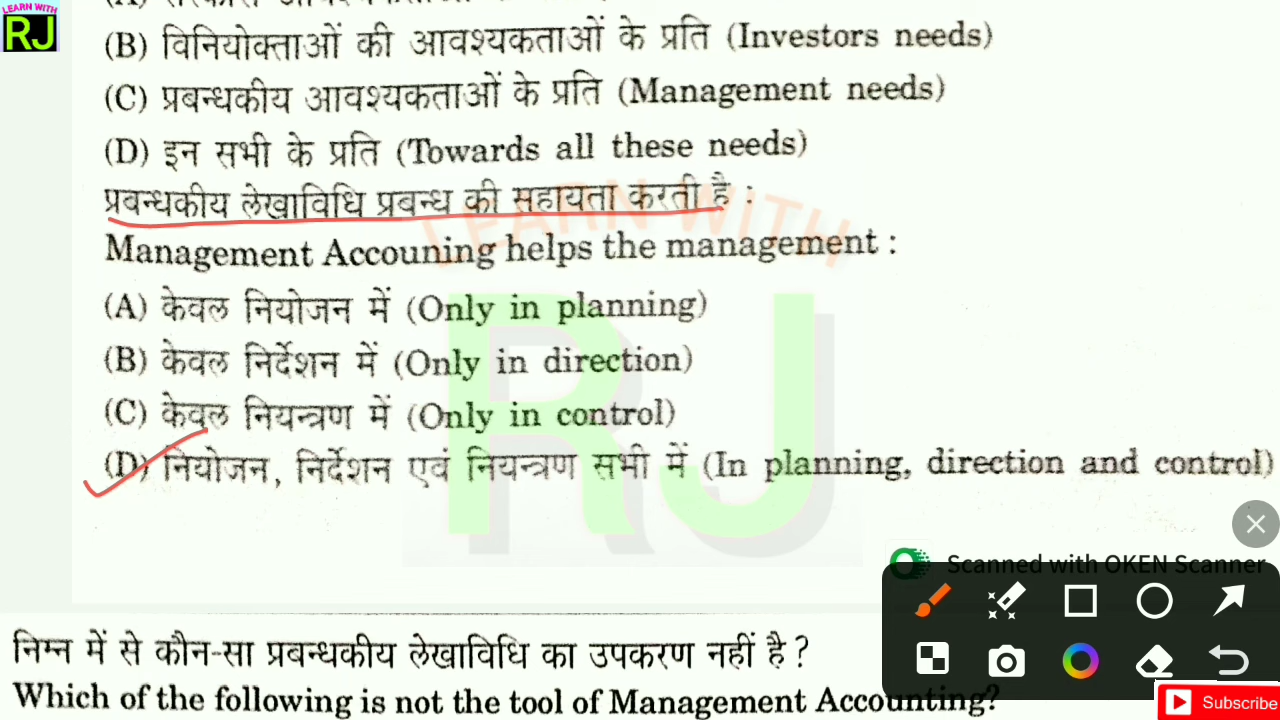 LEARN WITH
RJ
(B) विनियोक्ताओं की आवश्यकताओं के प्रति (Investors needs)
(C) प्रबन्धकीय आवश्यकताओं के प्रति (Management needs)
(D) इन सभी के प्रति (Towards all these needs)
प्रबन्धकीय लेखाविधि प्रबन्ध की सहायता करती है :
Management Accouning helps the management :
(A) केवल नियोजन में (Only in planning)
(B) केवल निर्देशन में (Only in direction)
(C) केवल नियन्त्रण में (Only in control)
(D) नियोजन, निर्देशन एवं नियन्त्रण सभी में (In planning, direction and control)
LEARN WITH
RJ
Scanned with OKEN Scanner
निम्न में से कौन-सा प्रबन्धकीय लेखाविधि का उपकरण नहीं है ?
Which of the following is not the tool of Management Accounting?
Subscribe